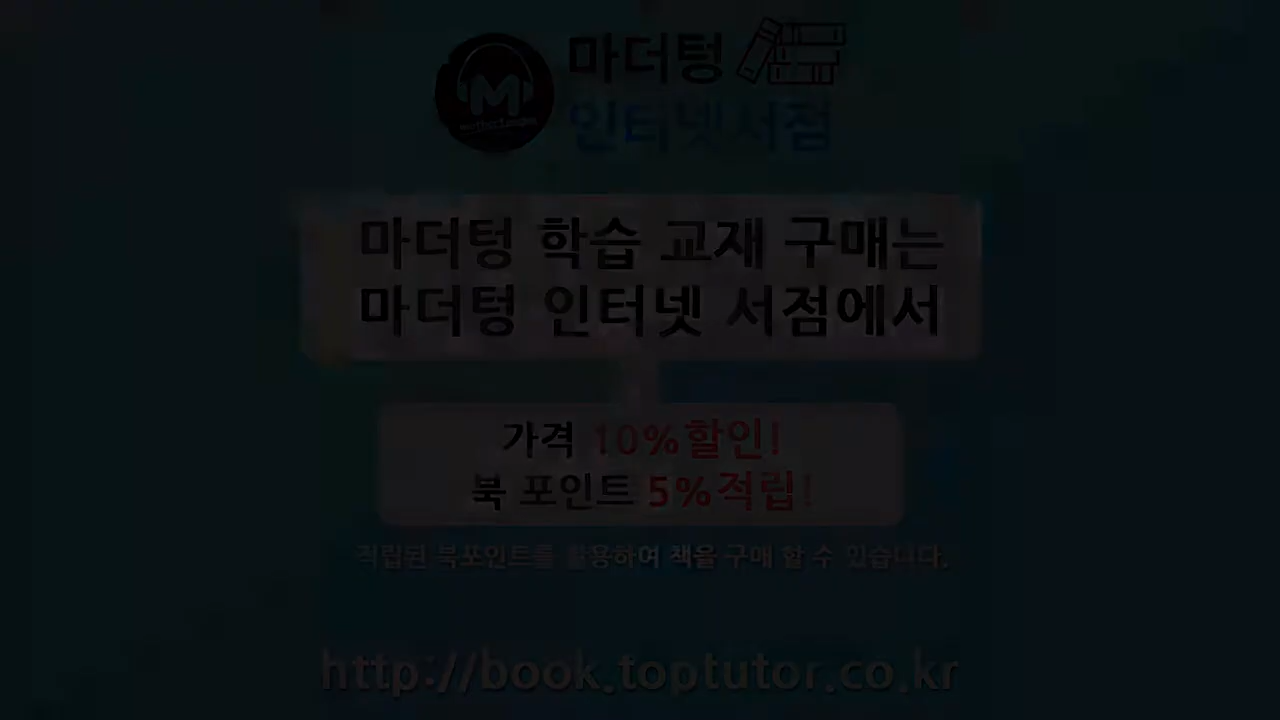 마더텅
인터넷서점
마더텅 학습 교재 구매는
마더텅 인터넷 서점에서
가격 10%할인!
북 포인트 5%적립!
적립된 북포인트를 활용하여 책을 구매 할 수 있습니다.
http://book.toptutor.co.kr